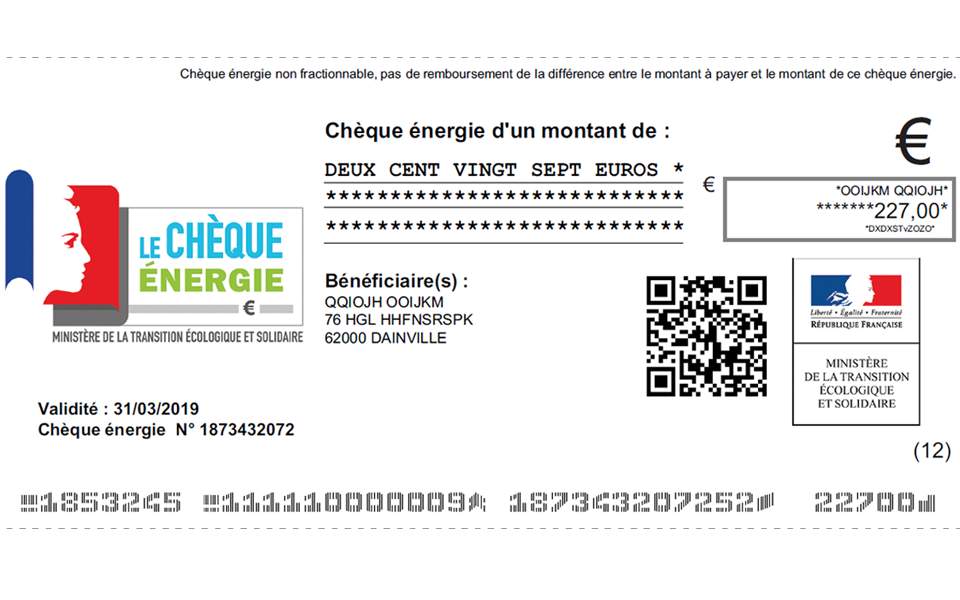 Chèque énergie non fractionnable, pas de remboursement de la différence entre le montant à payer et le montant de ce chèque énergie.
Chèque énergie d'un montant de :
€
DEUX CENT VINGT SEPT EUROS *
****************************
****************************
€
*OOIJKM QQIOJH*
*******227,00*
*DXDXSTvZOZO*
LE CHÈQUE
ÉNERGIE
€
MINISTÈRE DE LA TRANSITION ÉCOLOGIQUE ET SOLIDAIRE
Bénéficiaire(s) :
QQIOJH OOIJKM
76 HGL HHFNSRSPK
62000 DAINVILLE
Liberté • Égalité • Fraternité
RÉPUBLIQUE FRANÇAISE
MINISTÈRE
DE LA TRANSITION
ÉCOLOGIQUE
ET SOLIDAIRE
Validité : 31/03/2019
Chèque énergie N° 1873432072
(12)
1853245 111110000009 187343207252 22700